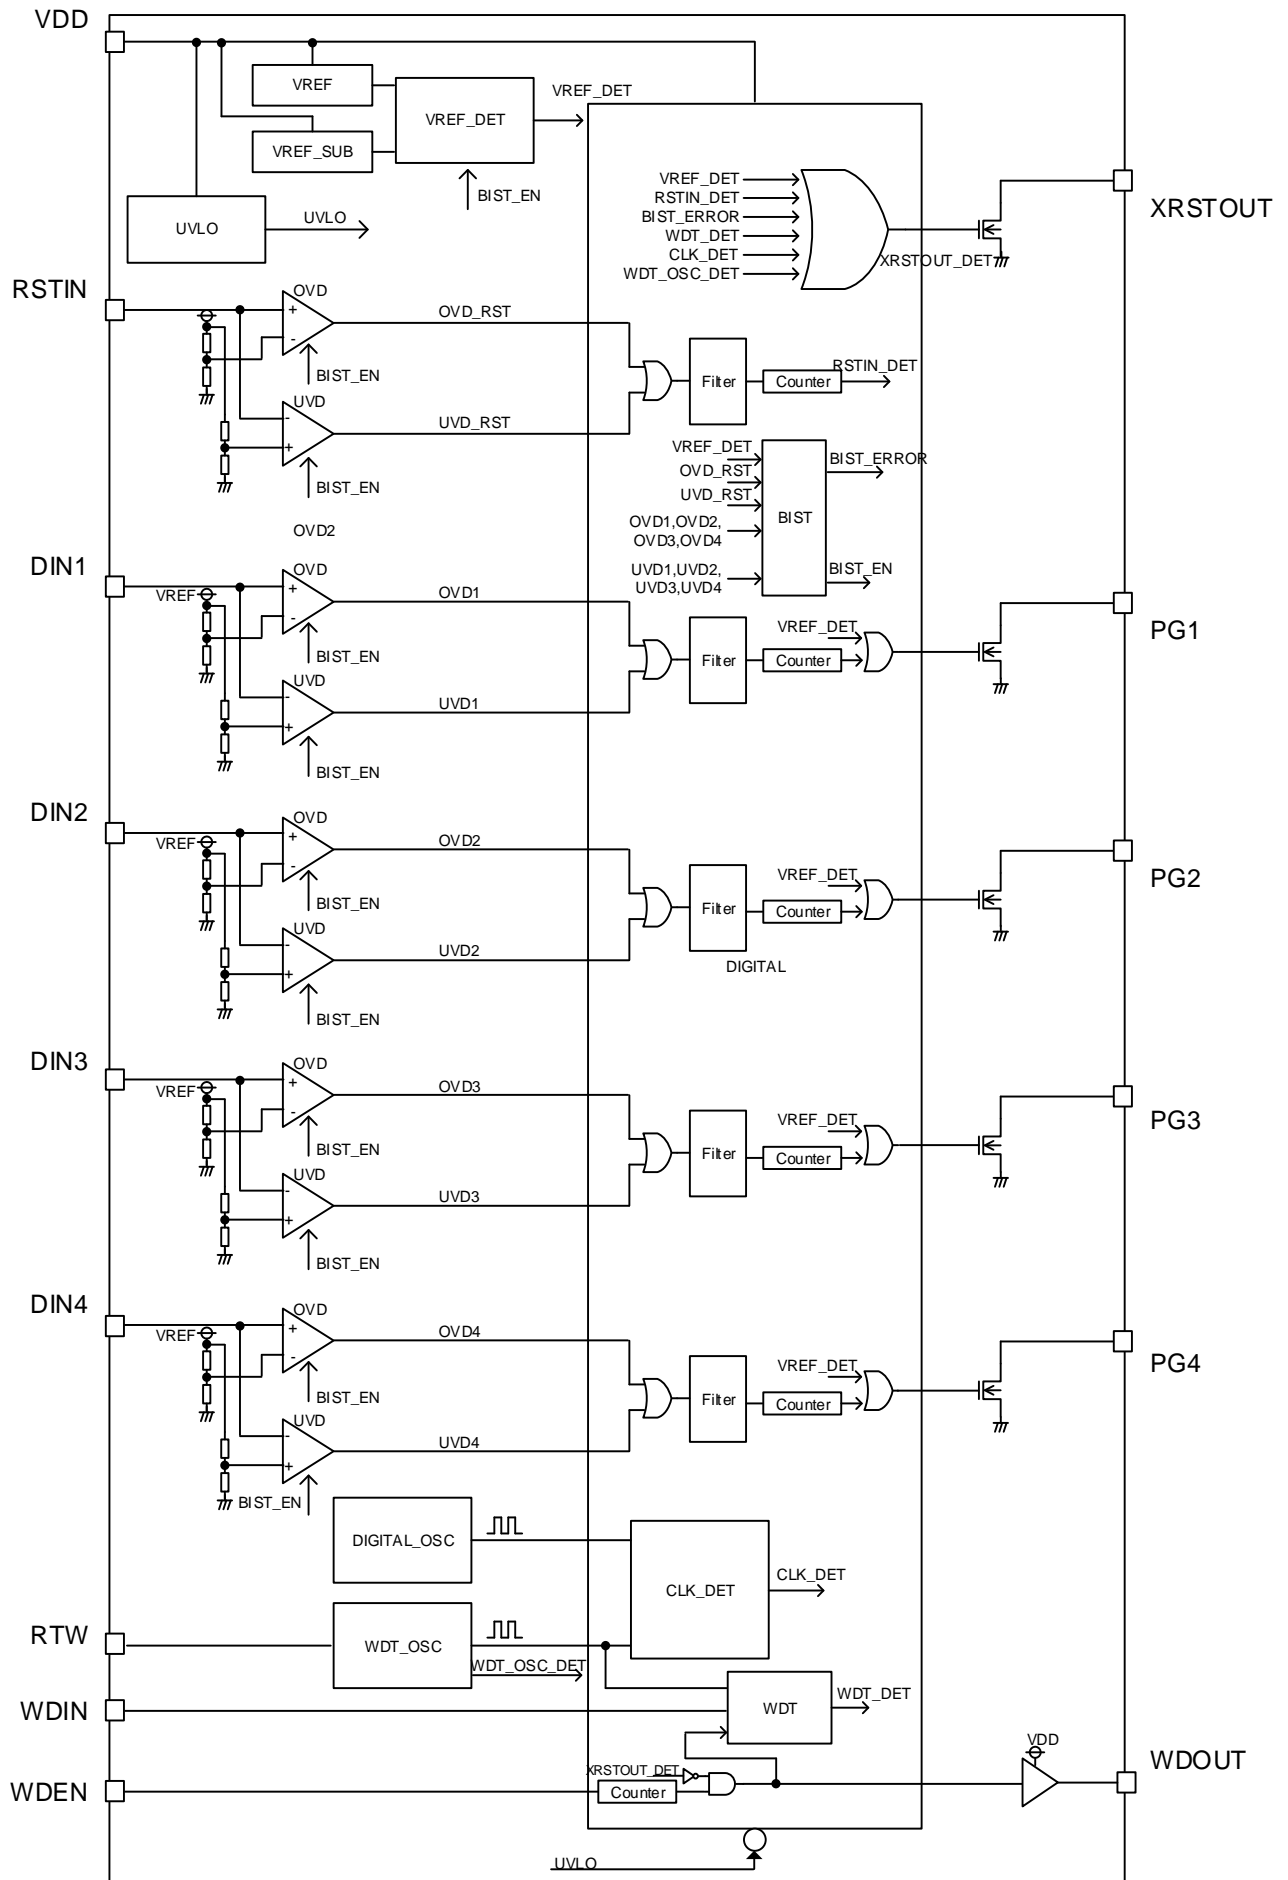 VDD
VREF
VREF_SUB
VREF_DET
VREF_DET
BIST_EN
UVLO
UVLO
VREF_DET
RSTIN_DET
BIST_ERROR
WDT_DET
CLK_DET
WDT_OSC_DET
XRSTOUT_DET
XRSTOUT
RSTIN
OVD
+
-
BIST_EN
OVD_RST
UVD
-
+
BIST_EN
UVD_RST
Filter
Counter
RSTIN_DET
VREF_DET
OVD_RST
UVD_RST
OVD1,OVD2,
OVD3,OVD4
UVD1,UVD2,
UVD3,UVD4
BIST
BIST_ERROR
BIST_EN
OVD2
DIN1
VREF
OVD
+
-
BIST_EN
OVD1
UVD
-
+
BIST_EN
UVD1
Filter
VREF_DET
Counter
PG1
DIN2
VREF
OVD
+
-
BIST_EN
OVD2
UVD
-
+
BIST_EN
UVD2
Filter
VREF_DET
Counter
DIGITAL
PG2
DIN3
VREF
OVD
+
-
BIST_EN
OVD3
UVD
-
+
BIST_EN
UVD3
Filter
VREF_DET
Counter
PG3
DIN4
VREF
OVD
+
-
BIST_EN
OVD4
UVD
-
+
BIST_EN
UVD4
Filter
VREF_DET
Counter
PG4
DIGITAL_OSC
CLK_DET
CLK_DET
RTW
WDT_OSC
WDT_OSC_DET
WDIN
WDT
WDT_DET
WDEN
XRSTOUT_DET
Counter
VDD
WDOUT
UVLO